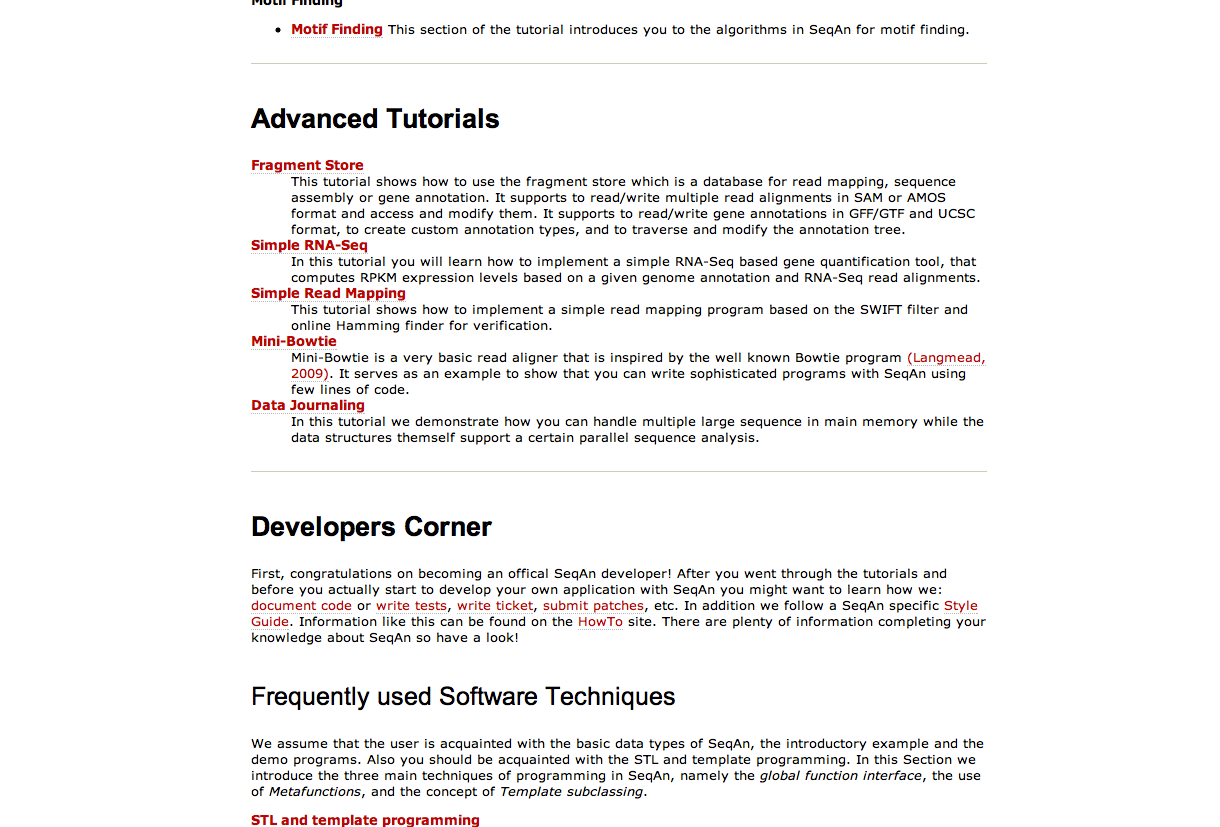 Motif Finding
• Motif Finding This section of the tutorial introduces you to the algorithms in SeqAn for motif finding.
Advanced Tutorials
Fragment Store
This tutorial shows how to use the fragment store which is a database for read mapping, sequence
assembly or gene annotation. It supports to read/write multiple read alignments in SAM or AMOS
format and access and modify them. It supports to read/write gene annotations in GFF/GTF and UCSC
format, to create custom annotation types, and to traverse and modify the annotation tree.
Simple RNA-Seq
In this tutorial you will learn how to implement a simple RNA-Seq based gene quantification tool, that
computes RPKM expression levels based on a given genome annotation and RNA-Seq read alignments.
Simple Read Mapping
This tutorial shows how to implement a simple read mapping program based on the SWIFT filter and
online Hamming finder for verification.
Mini-Bowtie
Mini-Bowtie is a very basic read aligner that is inspired by the well known Bowtie program (Langmead,
2009). It serves as an example to show that you can write sophisticated programs with SeqAn using
few lines of code.
Data Journaling
In this tutorial we demonstrate how you can handle multiple large sequence in main memory while the
data structures themself support a certain parallel sequence analysis.
Developers Corner
First, congratulations on becoming an offical SeqAn developer! After you went through the tutorials and
before you actually start to develop your own application with SeqAn you might want to learn how we:
document code or write tests, write ticket, submit patches, etc. In addition we follow a SeqAn specific Style
Guide. Information like this can be found on the HowTo site. There are plenty of information completing your
knowledge about SeqAn so have a look!
Frequently used Software Techniques
We assume that the user is acquainted with the basic data types of SeqAn, the introductory example and the
demo programs. Also you should be acquainted with the STL and template programming. In this Section we
introduce the three main techniques of programming in SeqAn, namely the global function interface, the use
of Metafunctions, and the concept of Template subclassing.
STL and template programming